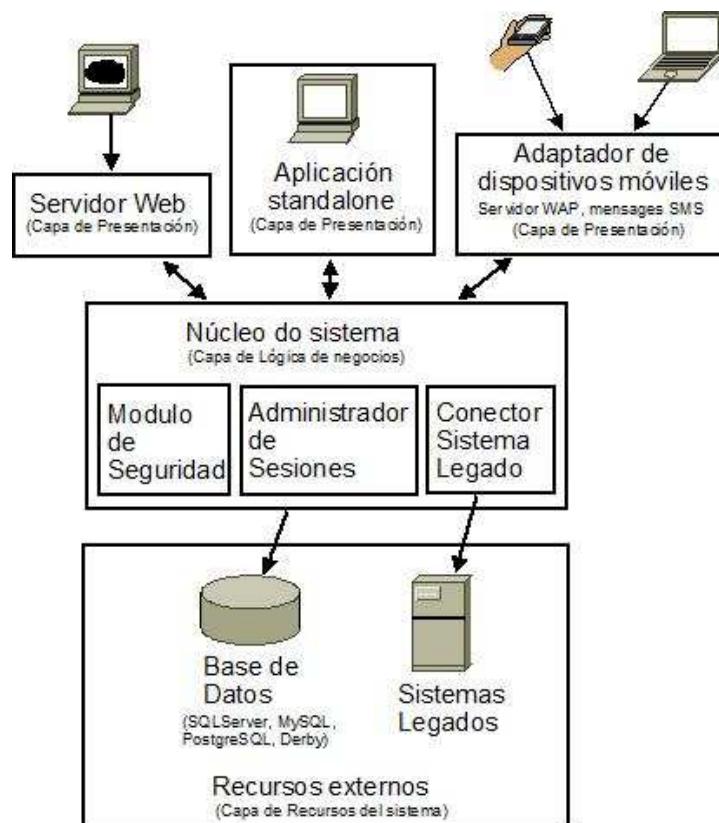 Servidor Web
(Capa de Presentación)
Aplicación
standalone
(Capa de Presentación)
Adaptador de
dispositivos móviles
Servidor WAP, mensages SMS
(Capa de Presentación)
Núcleo do sistema
(Capa de Lógica de negocios)
Modulo
de
Seguridad
Administrador
de
Sesiones
Conector
Sistema
Legado
Base de
Datos
(SQLServer, MySQL,
PostgreSQL, Derby)
Sistemas
Legados
Recursos externos
(Capa de Recursos del sistema)